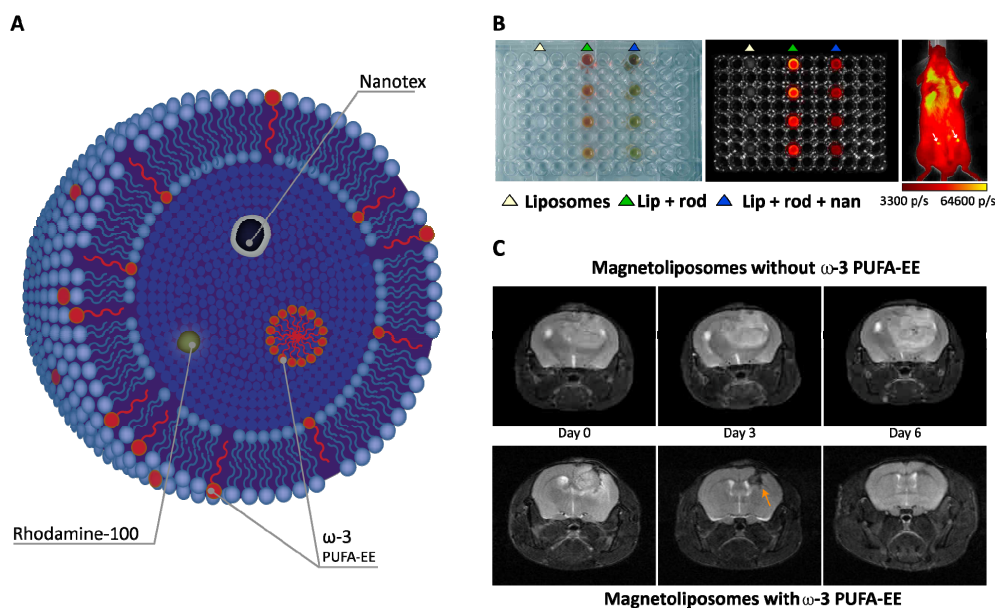 A
Nanotex
Rhodamine-100
ω-3
PUFA-EE
B
Liposomes Lip + rod Lip + rod + nan
3300 p/s 64600 p/s
C
Magnetoliposomes without ω-3 PUFA-EE
Day 0 Day 3 Day 6
Magnetoliposomes with ω-3 PUFA-EE